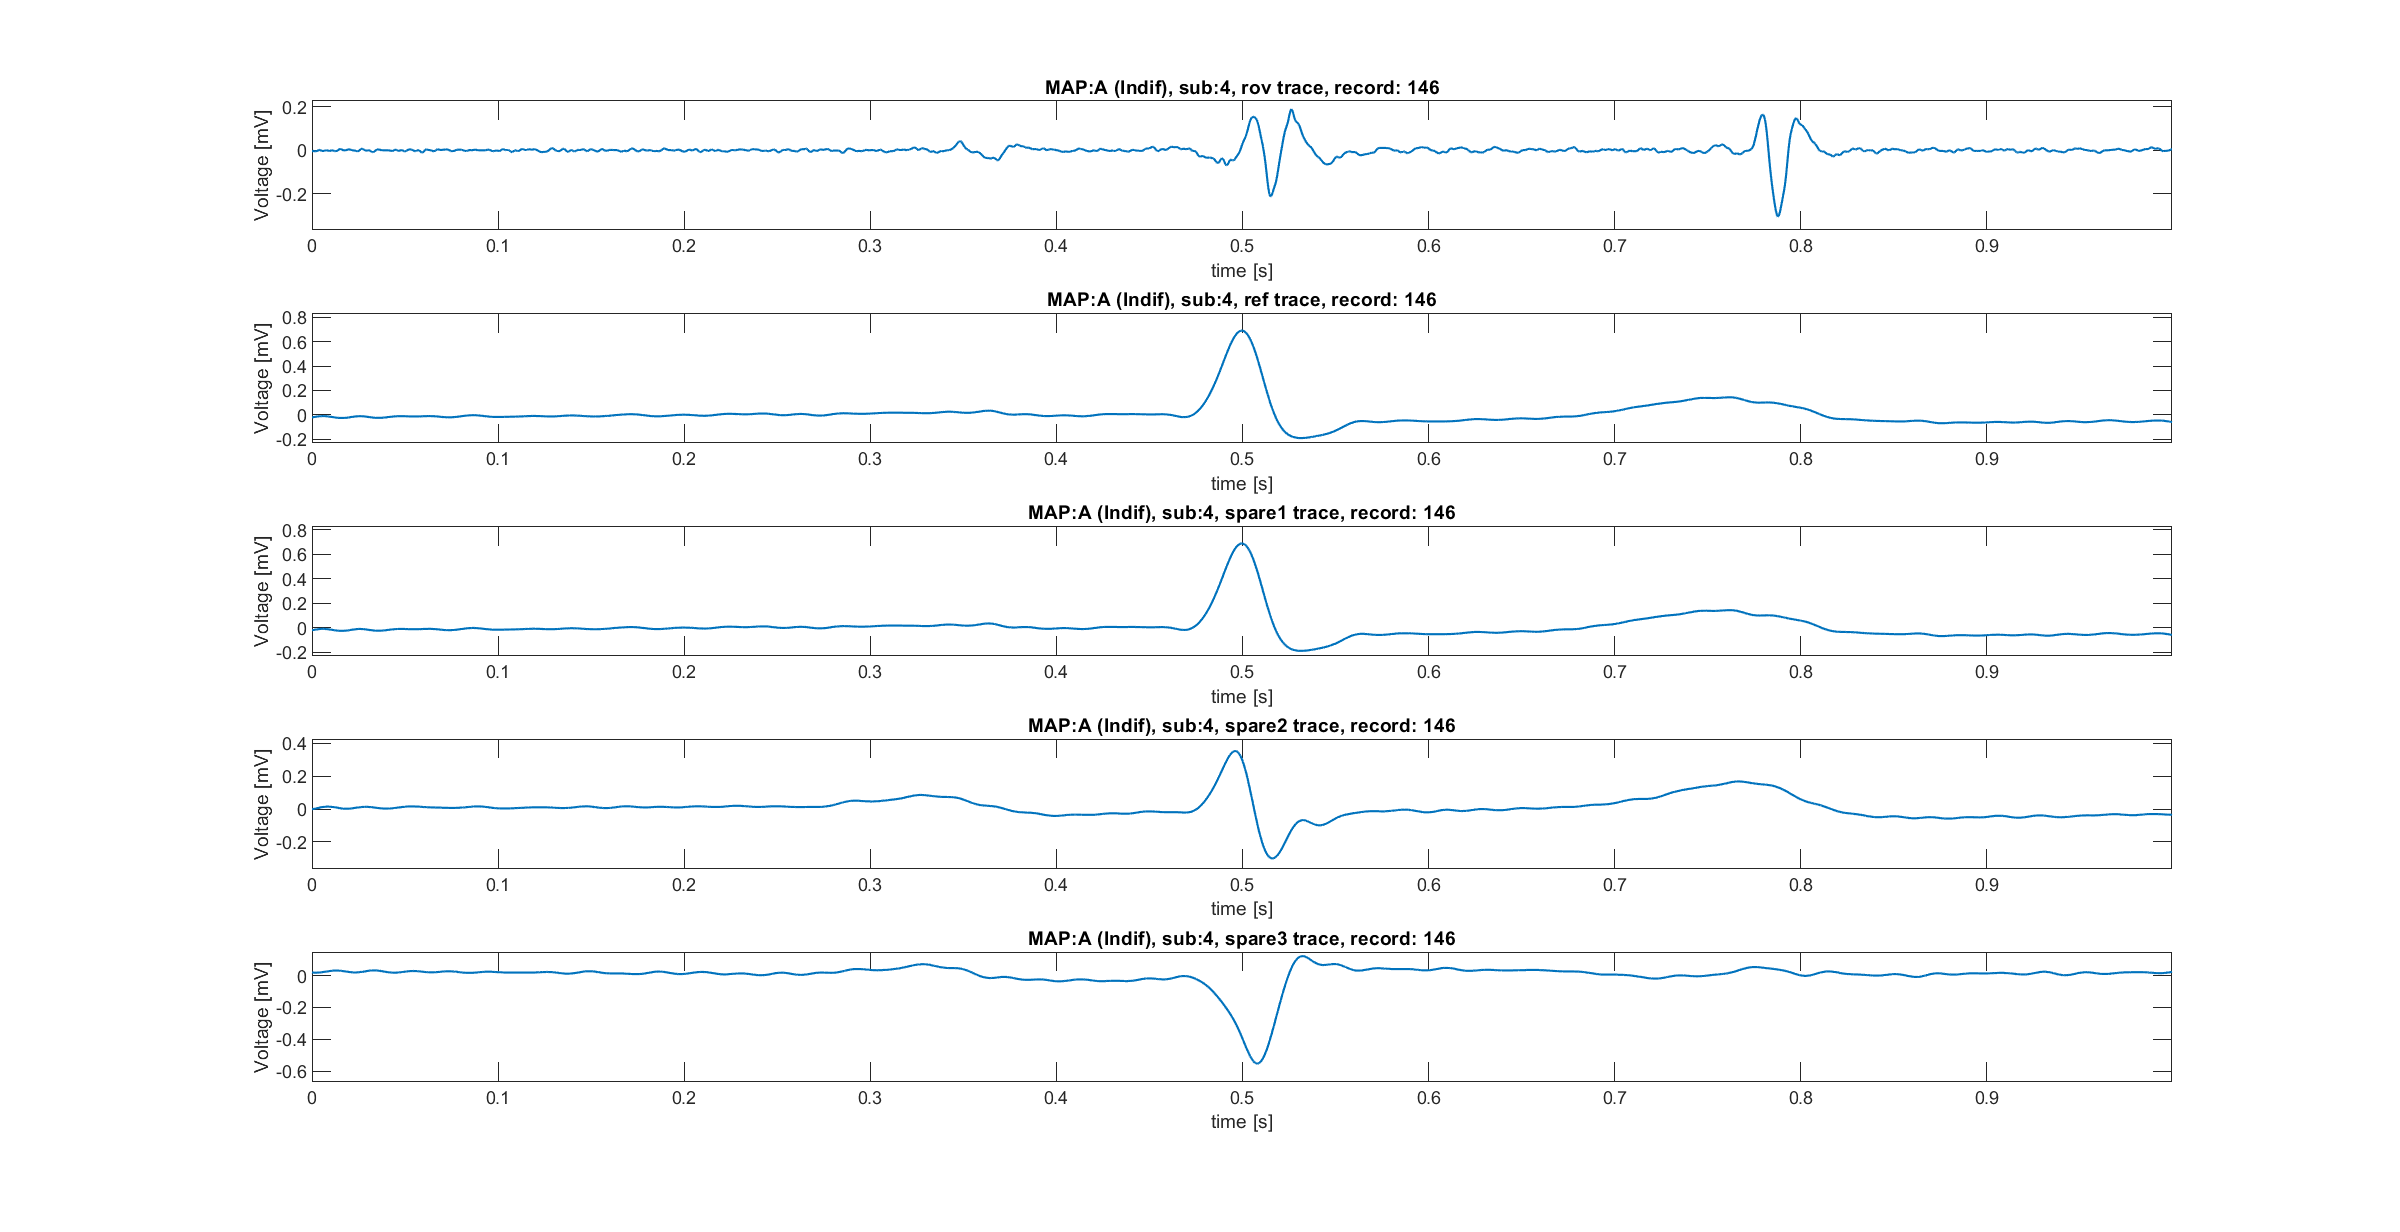 MAP:A (Indif), sub:4, rov trace, record: 146
Voltage [mV]
0.2
0
-0.2
0 0.1 0.2 0.3 0.4 0.5 0.6 0.7 0.8 0.9
time [s]
MAP:A (Indif), sub:4, ref trace, record: 146
Voltage [mV]
0.8
0.6
0.4
0.2
0
-0.2
0 0.1 0.2 0.3 0.4 0.5 0.6 0.7 0.8 0.9
time [s]
MAP:A (Indif), sub:4, spare1 trace, record: 146
Voltage [mV]
0.8
0.6
0.4
0.2
0
-0.2
0 0.1 0.2 0.3 0.4 0.5 0.6 0.7 0.8 0.9
time [s]
MAP:A (Indif), sub:4, spare2 trace, record: 146
Voltage [mV]
0.4
0.2
0
-0.2
0 0.1 0.2 0.3 0.4 0.5 0.6 0.7 0.8 0.9
time [s]
MAP:A (Indif), sub:4, spare3 trace, record: 146
Voltage [mV]
0
-0.2
-0.4
-0.6
0 0.1 0.2 0.3 0.4 0.5 0.6 0.7 0.8 0.9
time [s]